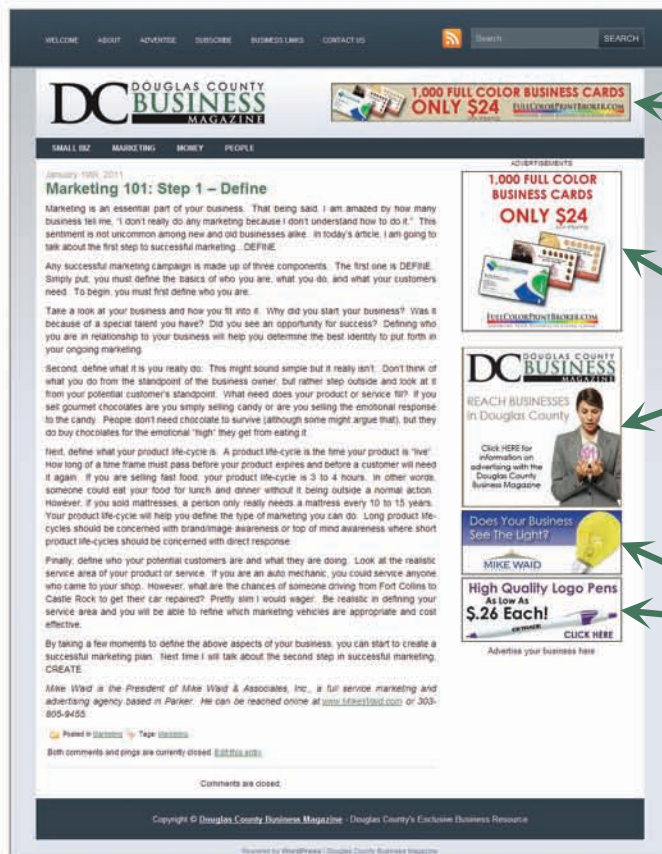 WELCOME ABOUT ADVERTISE SUBSCRIBE BUSINESS LINKS CONTACT US
Search SEARCH
DC DOUGLAS COUNTY
BUSINESS
MAGAZINE
1,000 FULL COLOR BUSINESS CARDS
ONLY $24 FULLCOLORPRINTBROKER.COM
SMALL BIZ MARKETING MONEY PEOPLE
January 19th, 2011
Marketing 101: Step 1 – Define
Marketing is an essential part of your business. That being said, I am amazed by how many
business tell me, "I don't really do any marketing because I don't understand how to do it." This
sentiment is not uncommon among new and old businesses alike. In today's article, I am going to
talk about the first step to successful marketing...DEFINE.
Any successful marketing campaign is made up of three components. The first one is DEFINE.
Simply put, you must define the basics of who you are, what you do, and what your customers
need. To begin, you must first define who you are.
Take a look at your business and how you fit into it. Why did you start your business? Was it
because of a special talent you have? Did you see an opportunity for success? Defining who
you are in relationship to your business will help you determine the best identity to put forth in
your ongoing marketing.
Second, define what it is you really do. This might sound simple but it really isn't. Don't think of
what you do from the standpoint of the business owner, but rather step outside and look at it
from your potential customer's standpoint. What need does your product or service fill? If you
sell gourmet chocolates are you simply selling candy or are you selling the emotional response
to the candy. People don't need chocolate to survive (although some might argue that), but they
do buy chocolates for the emotional "high" they get from eating it.
Next, define what your product life-cycle is. A product life-cycle is the time your product is "live".
How long of a time frame must pass before your product expires and before a customer will need
it again. If you are selling fast food, your product life-cycle is 3 to 4 hours. In other words,
someone could eat your food for lunch and dinner without it being outside a normal action.
However, if you sold mattresses, a person only really needs a mattress every 10 to 15 years.
Your product life-cycle will help you define the type of marketing you can do. Long product life-
cycles should be concerned with brand/image awareness or top of mind awareness where short
product life-cycles should be concerned with direct response.
Finally, define who your potential customers are and what they are doing. Look at the realistic
service area of your product or service. If you are an auto mechanic, you could service anyone
who came to your shop. However, what are the chances of someone driving from Fort Collins to
Castle Rock to get their car repaired? Pretty slim I would wager. Be realistic in defining your
service area and you will be able to refine which marketing vehicles are appropriate and cost
effective.
By taking a few moments to define the above aspects of your business, you can start to create a
successful marketing plan. Next time I will talk about the second step in successful marketing,
CREATE.
Mike Waid is the President of Mike Waid & Associates, Inc., a full service marketing and
advertising agency based in Parker. He can be reached online at www.MikeWaid.com or 303-
805-9455.
Posted in Marketing Tags: Marketing
Both comments and pings are currently closed. Edit this entry.
Comments are closed.
ADVERTISEMENTS
1,000 FULL COLOR
BUSINESS CARDS
ONLY $24
FULLCOLORPRINTBROKER.COM
DC DOUGLAS COUNTY
BUSINESS
MAGAZINE
REACH BUSINESSES
in Douglas County
Click HERE for
information on
advertising with the
Douglas County
Business Magazine
Does Your Business
See The Light?
MIKE WAID
High Quality Logo Pens
As Low As
$.26 Each!
CLICK HERE
Advertise your business here
Copyright © Douglas County Business Magazine - Douglas County's Exclusive Business Resource
Powered by WordPress | Douglas County Business Magazine